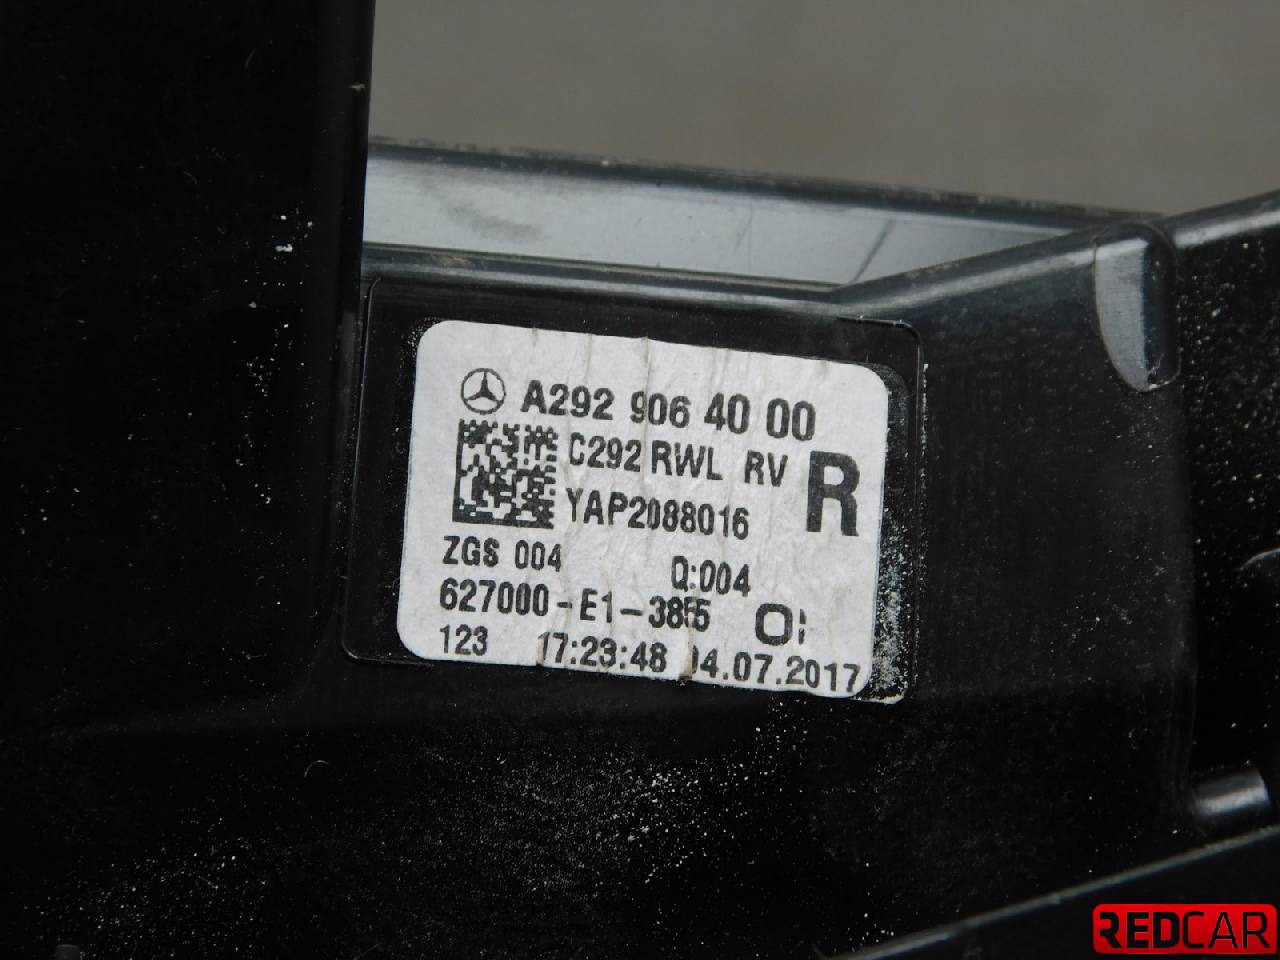 A292 906 40 00
C292 RWL RV
R
YAP2088016
ZGS 004 Q:004
627000-E1-3855
123 17:23:48 04.07.2017
REDCAR